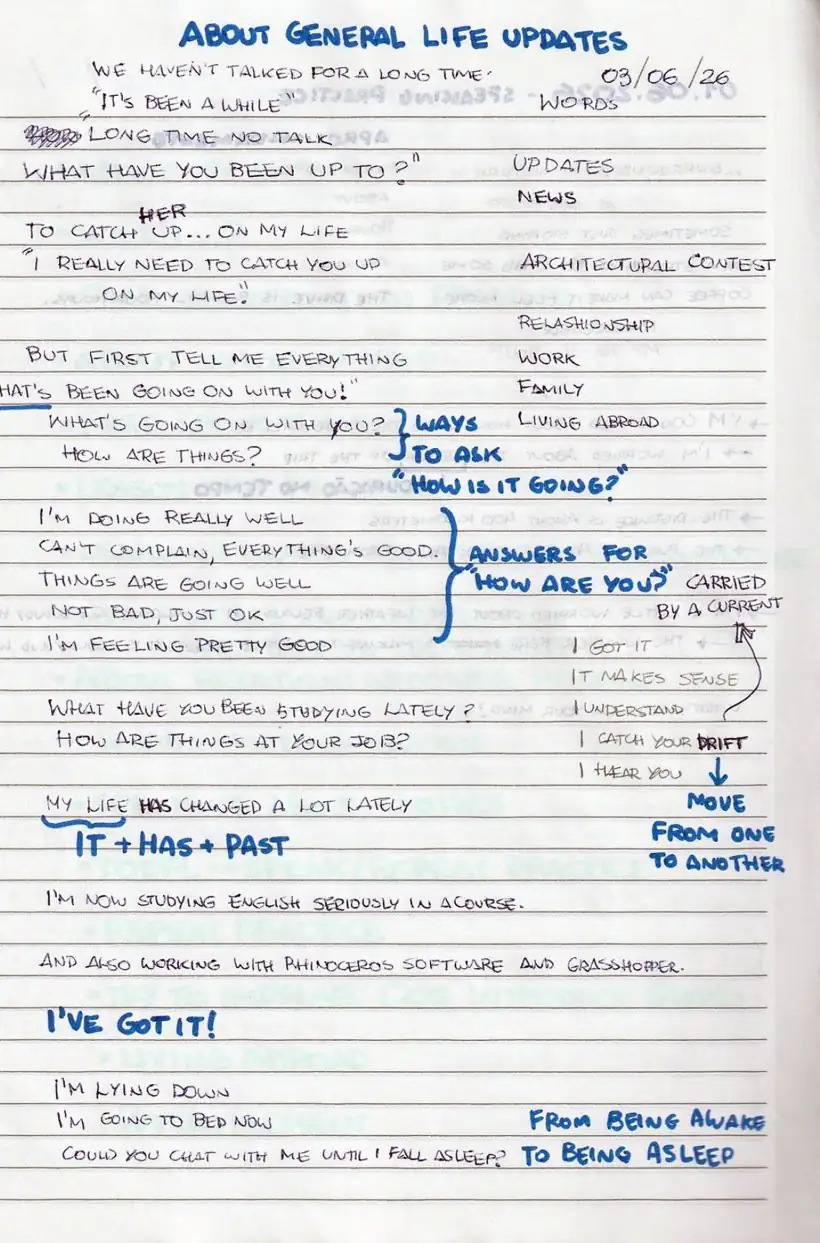 ABOUT GENERAL LIFE UPDATES
WE HAVEN'T TALKED FOR A LONG TIME.
03/06/26
"IT'S BEEN A WHILE"
WORDS
LONG TIME NO TALK
WHAT HAVE YOU BEEN UP TO?"
UPDATES
NEWS
HER
TO CATCH UP... ON MY LIFE
"I REALLY NEED TO CATCH YOU UP
ARCHITECTURAL CONTEST
ON MY LIFE."
RELASHIONSHIP
BUT FIRST TELL ME EVERYTHING
WORK
HAT'S BEEN GOING ON WITH YOU!"
FAMILY
WHAT'S GOING ON WITH YOU?
WAYS
LIVING ABROAD
HOW ARE THINGS?
TO ASK
"HOW IS IT GOING?"
I'M DOING REALLY WELL
CAN'T COMPLAIN, EVERYTHING'S GOOD.
THINGS ARE GOING WELL
NOT BAD, JUST OK
I'M FEELING PRETTY GOOD
ANSWERS FOR
"HOW ARE YOU?"
CARRIED
BY A CURRENT
I GOT IT
IT MAKES SENSE
WHAT HAVE YOU BEEN STUDYING LATELY?
I UNDERSTAND
HOW ARE THINGS AT YOUR JOB?
I CATCH YOUR DRIFT
I HEAR YOU
MOVE
FROM ONE
TO ANOTHER
MY LIFE HAS CHANGED A LOT LATELY
IT + HAS + PAST
I'M NOW STUDYING ENGLISH SERIOUSLY IN A COURSE.
AND ALSO WORKING WITH RHINOCEROS SOFTWARE AND GRASSHOPPER.
I'VE GOT IT!
I'M LYING DOWN
I'M GOING TO BED NOW
FROM BEING AWAKE
COULD YOU CHAT WITH ME UNTIL I FALL ASLEEP?
TO BEING ASLEEP